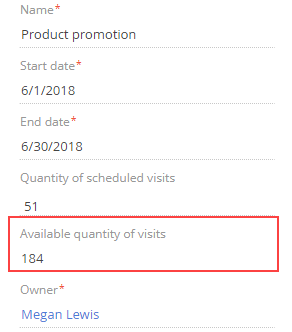 Name*
Product promotion
Start date*
6/1/2018
End date*
6/30/2018
Quantity of scheduled visits
51
Available quantity of visits
184
Owner*
Megan Lewis